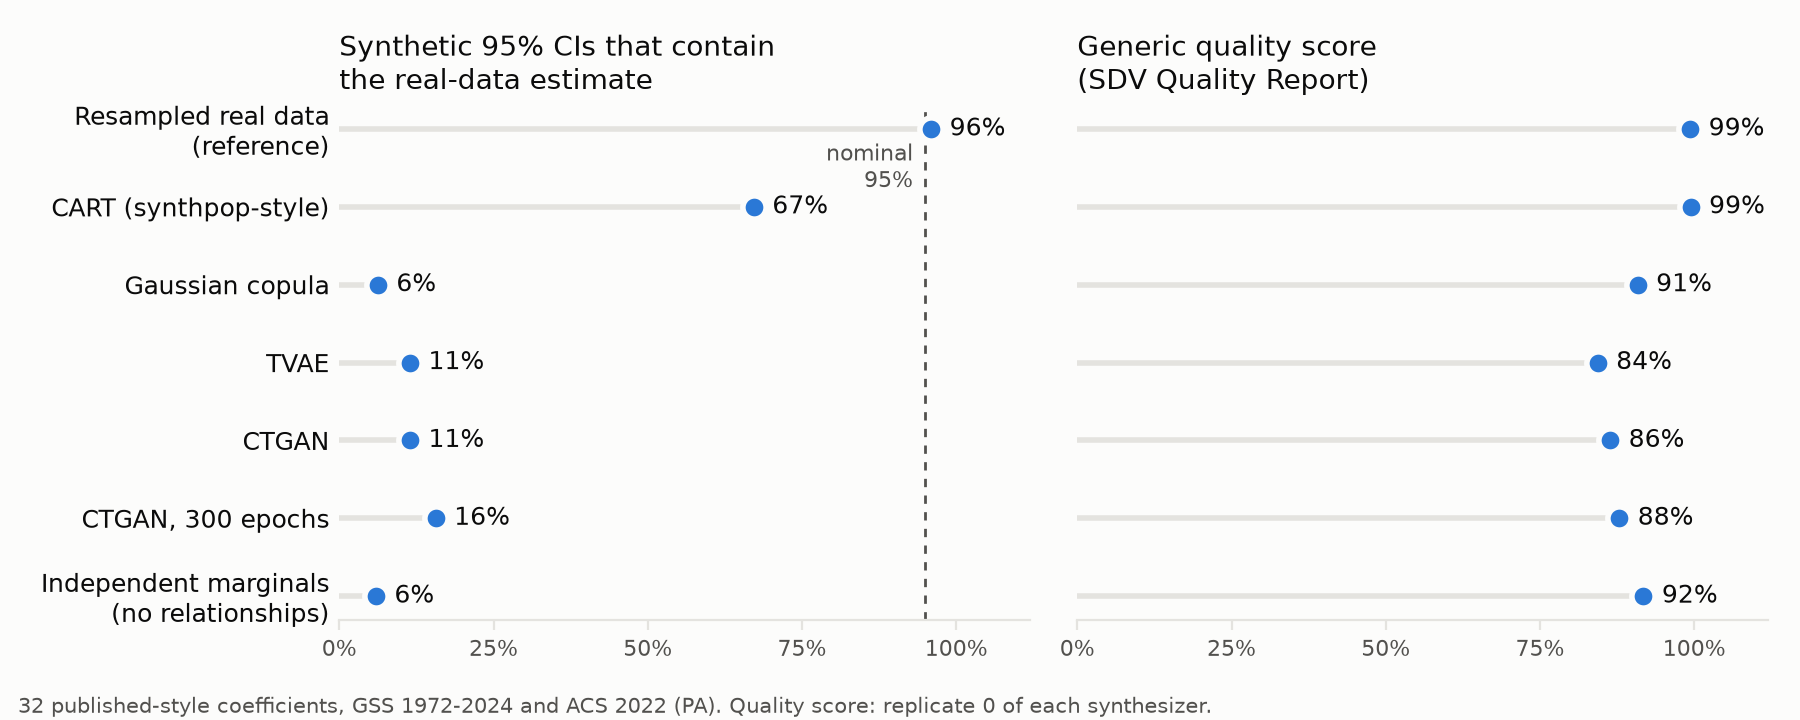 Synthetic 95% CIs that contain
the real-data estimate
Generic quality score
(SDV Quality Report)
Resampled real data
(reference)
96%
99%
nominal
95%
CART (synthpop-style)
67%
99%
Gaussian copula
6%
91%
TVAE
11%
84%
CTGAN
11%
86%
CTGAN, 300 epochs
16%
88%
Independent marginals
(no relationships)
6%
92%
0% 25% 50% 75% 100%
0% 25% 50% 75% 100%
32 published-style coefficients, GSS 1972-2024 and ACS 2022 (PA). Quality score: replicate 0 of each synthesizer.